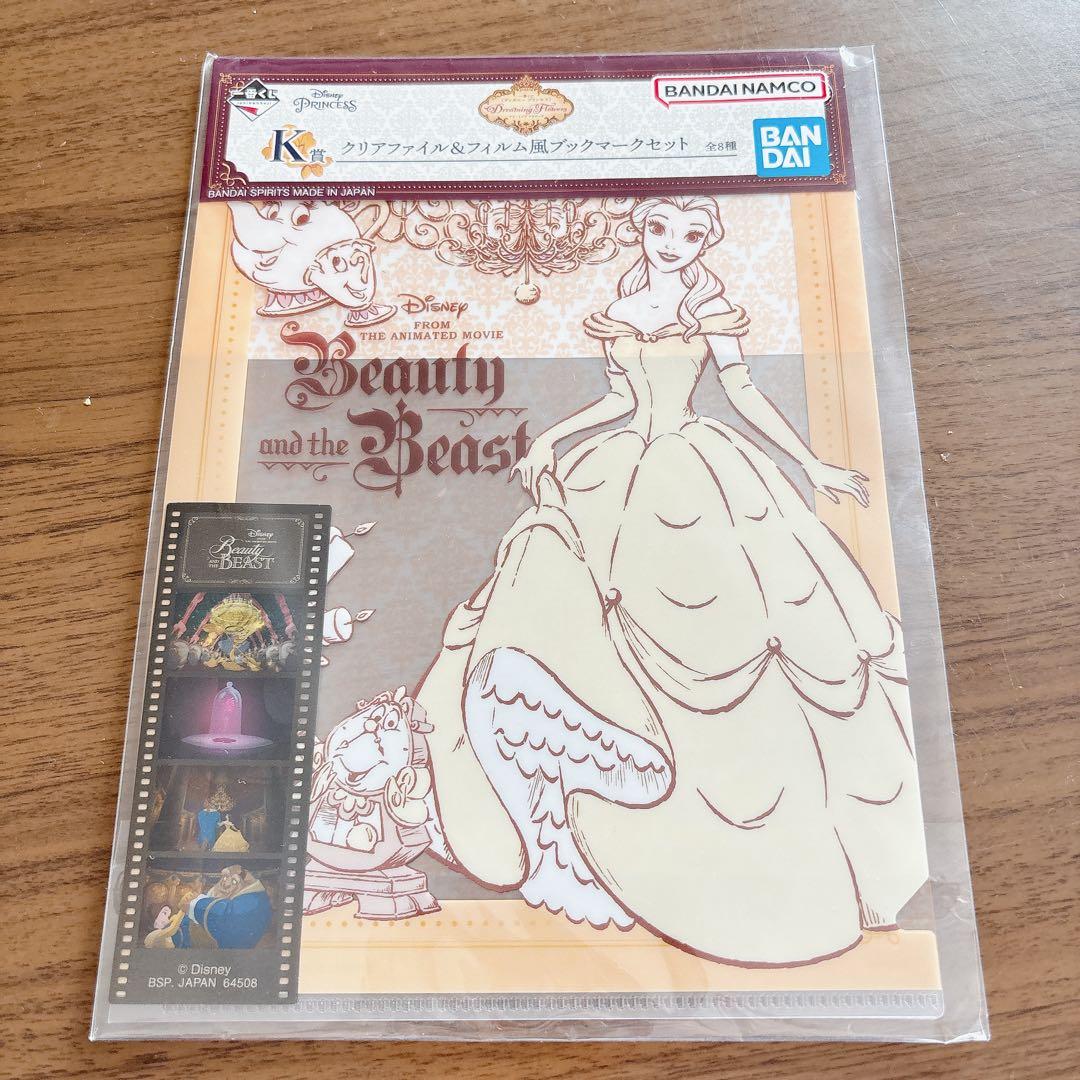 一番くじ
Disney
PRINCESS
Dreaming Flowers
BANDAI NAMCO
BAN
DAI
K賞 クリアファイル&フィルム風ブックマークセット 全8種
BANDAI SPIRITS MADE IN JAPAN
Disney
FROM
THE ANIMATED MOVIE
Beauty
and the Beast
Disney
Beauty
AND THE BEAST
© Disney
BSP. JAPAN 64508